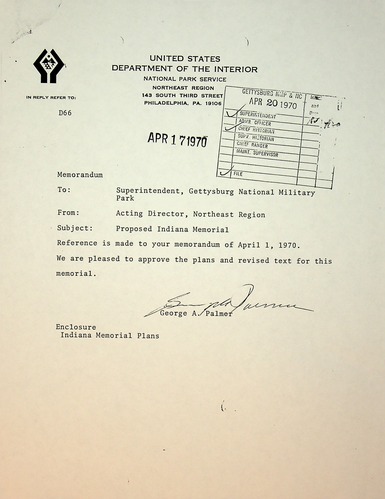 UNITED STATES
DEPARTMENT OF THE INTERIOR
NATIONAL PARK SERVICE
NORTHEAST REGION
143 SOUTH THIRD STREET
PHILADELPHIA, PA. 19106
IN REPLY REFER TO:
D66
GETTYSBURG NMP & NC
APR 20 1970
SUPERINTENDENT
ADMR. OFFICER
CHIEF HISTORIAN
SUPV. HISTORIAN
CHIEF RANGER
MAINT. SUPERVISOR
FILE
APR 17 1970
Memorandum
To: Superintendent, Gettysburg National Military
Park
From: Acting Director, Northeast Region
Subject: Proposed Indiana Memorial
Reference is made to your memorandum of April 1, 1970.
We are pleased to approve the plans and revised text for this
memorial.
George A. Palmer
George A. Palmer
Enclosure
Indiana Memorial Plans